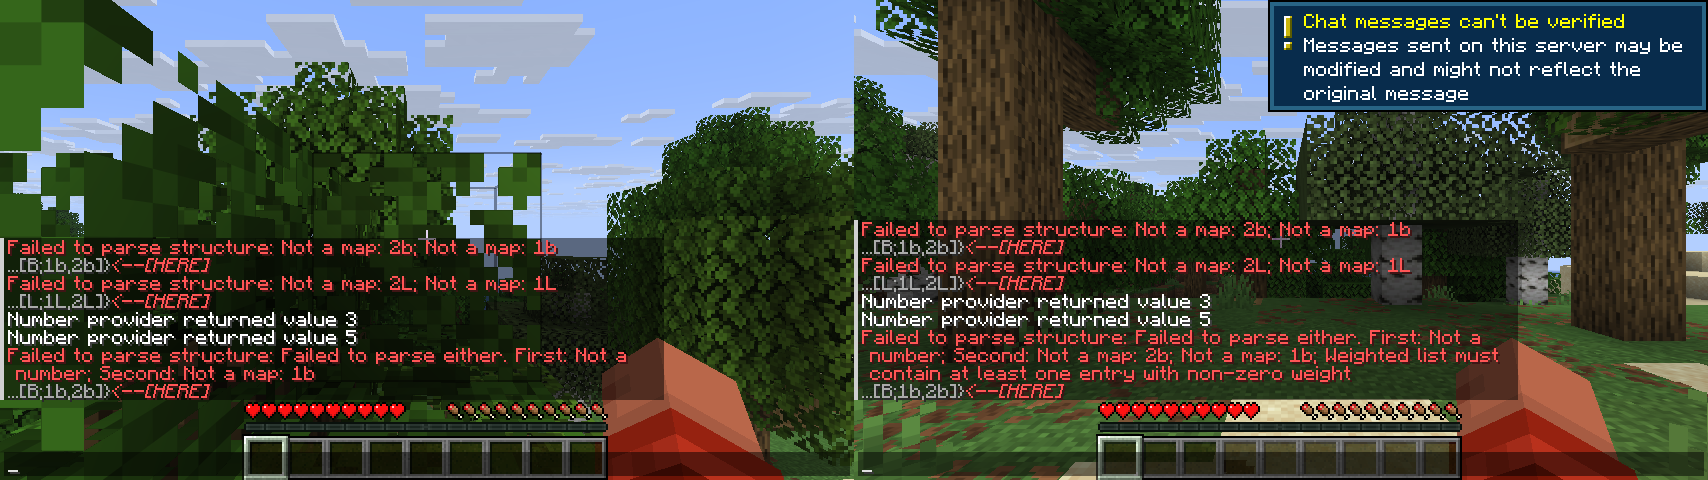 Failed to parse structure: Not a map: 2b; Not a map: 1b
...[B;1b,2b]}<--[HERE]
Failed to parse structure: Not a map: 2L; Not a map: 1L
...[L;1L,2L]}<--[HERE]
Number provider returned value 3
Number provider returned value 5
Failed to parse structure: Failed to parse either. First: Not a
number; Second: Not a map: 1b
...[B;1b,2b]}<--[HERE]
_
Chat messages can't be verified
Messages sent on this server may be
modified and might not reflect the
original message
Failed to parse structure: Not a map: 2b; Not a map: 1b
...[B;1b,2b]}<--[HERE]
Failed to parse structure: Not a map: 2L; Not a map: 1L
...[L;1L,2L]}<--[HERE]
Number provider returned value 3
Number provider returned value 5
Failed to parse structure: Failed to parse either. First: Not a
number; Second: Not a map: 2b; Not a map: 1b; Weighted list must
contain at least one entry with non-zero weight
...[B;1b,2b]}<--[HERE]
_